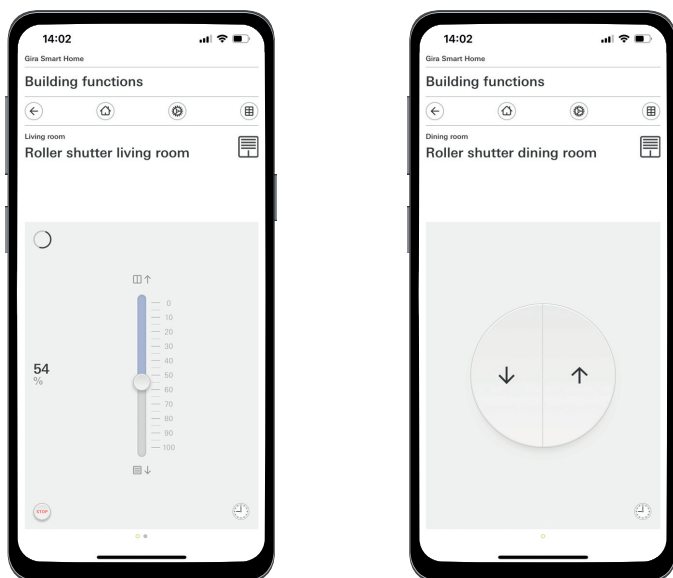 14:02
Gira Smart Home
Building functions
Living room
Roller shutter living room
0
10
20
30
40
50
60
70
80
90
100
54
%
STOP
14:02
Gira Smart Home
Building functions
Dining room
Roller shutter dining room